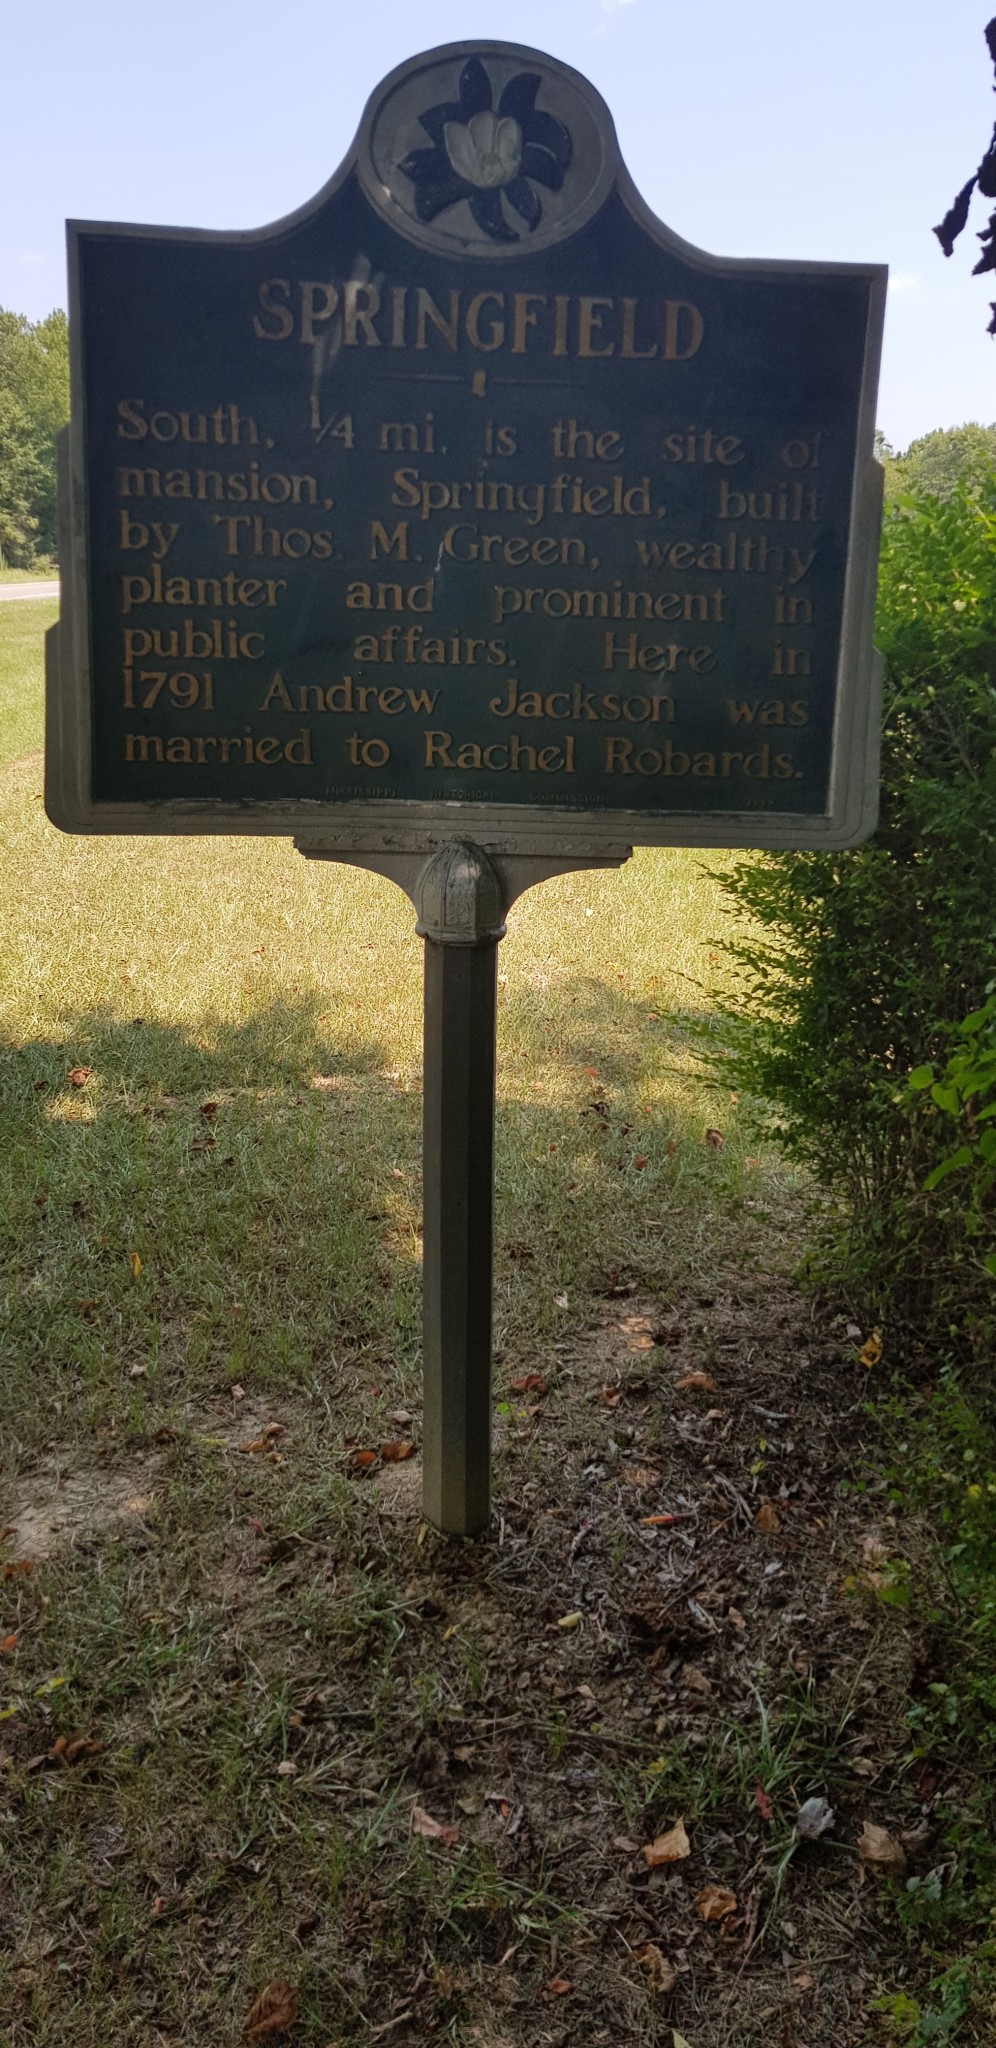 SPRINGFIELD
South, 1/4 mi. is the site of
mansion, Springfield, built
by Thos. M. Green, wealthy
planter and prominent in
public affairs. Here in
1791 Andrew Jackson was
married to Rachel Robards.
MISSISSIPPI HISTORICAL COMMISSION